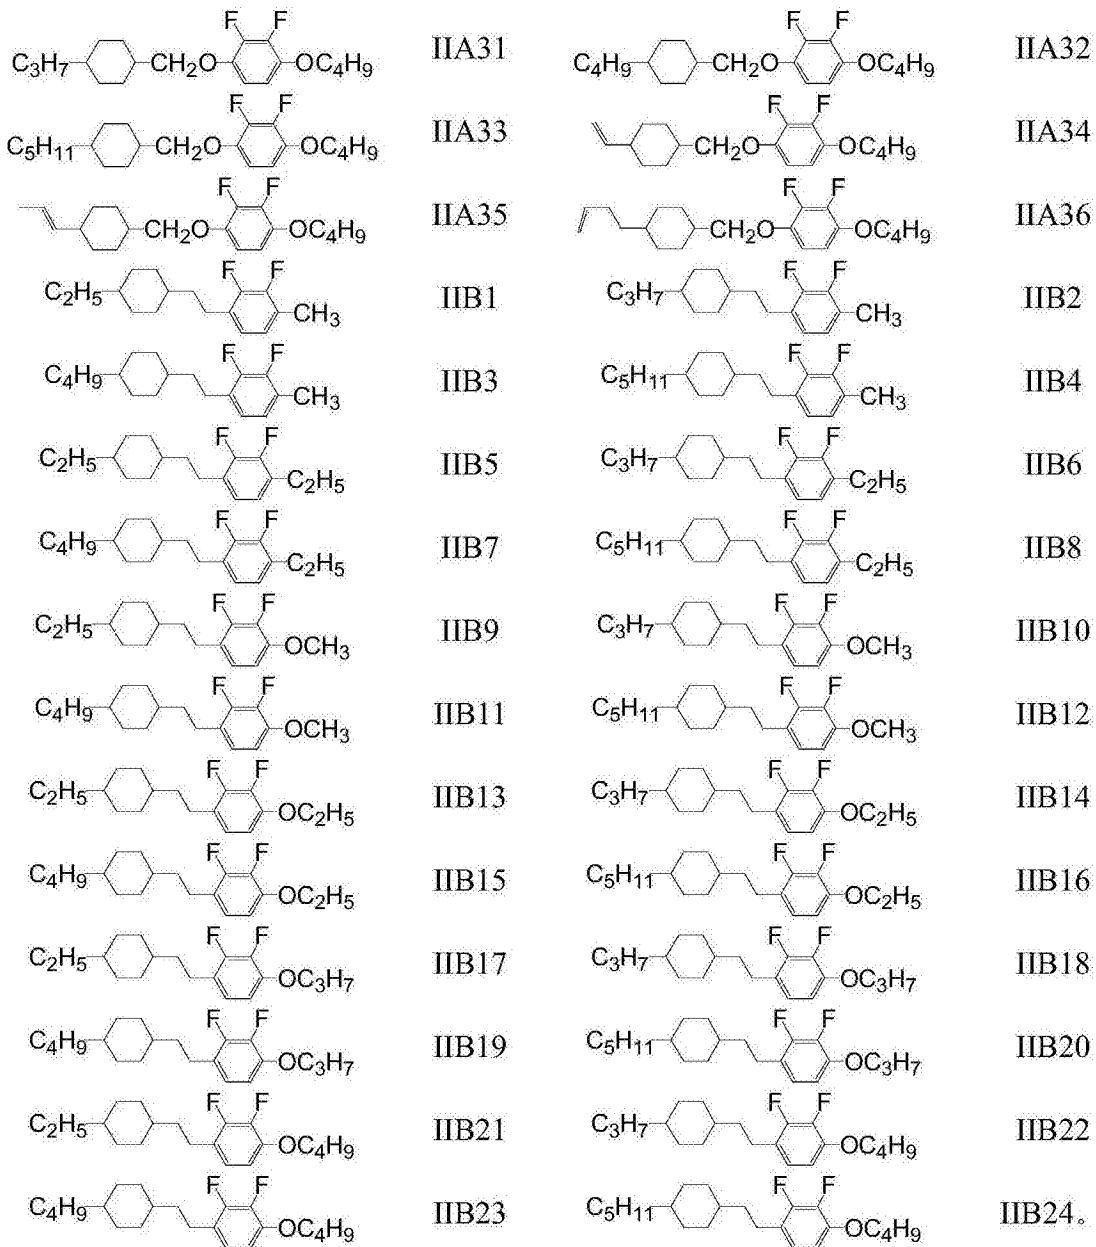 F F F F
C3H7 CH2O OC4H9 IIA31 C4H9 CH2O OC4H9 IIA32
F F F F
C5H11 CH2O OC4H9 IIA33 CH2O OC4H9 IIA34
F F F F
CH2O OC4H9 IIA35 CH2O OC4H9 IIA36
F F F F
C2H5 CH3 IIB1 C3H7 CH3 IIB2
F F F F
C4H9 CH3 IIB3 C5H11 CH3 IIB4
F F F F
C2H5 C2H5 IIB5 C3H7 C2H5 IIB6
F F F F
C4H9 C2H5 IIB7 C5H11 C2H5 IIB8
F F F F
C2H5 OCH3 IIB9 C3H7 OCH3 IIB10
F F F F
C4H9 OCH3 IIB11 C5H11 OCH3 IIB12
F F F F
C2H5 OC2H5 IIB13 C3H7 OC2H5 IIB14
F F F F
C4H9 OC2H5 IIB15 C5H11 OC2H5 IIB16
F F F F
C2H5 OC3H7 IIB17 C3H7 OC3H7 IIB18
F F F F
C4H9 OC3H7 IIB19 C5H11 OC3H7 IIB20
F F F F
C2H5 OC4H9 IIB21 C3H7 OC4H9 IIB22
F F F F
C4H9 OC4H9 IIB23 C5H11 OC4H9 IIB24。